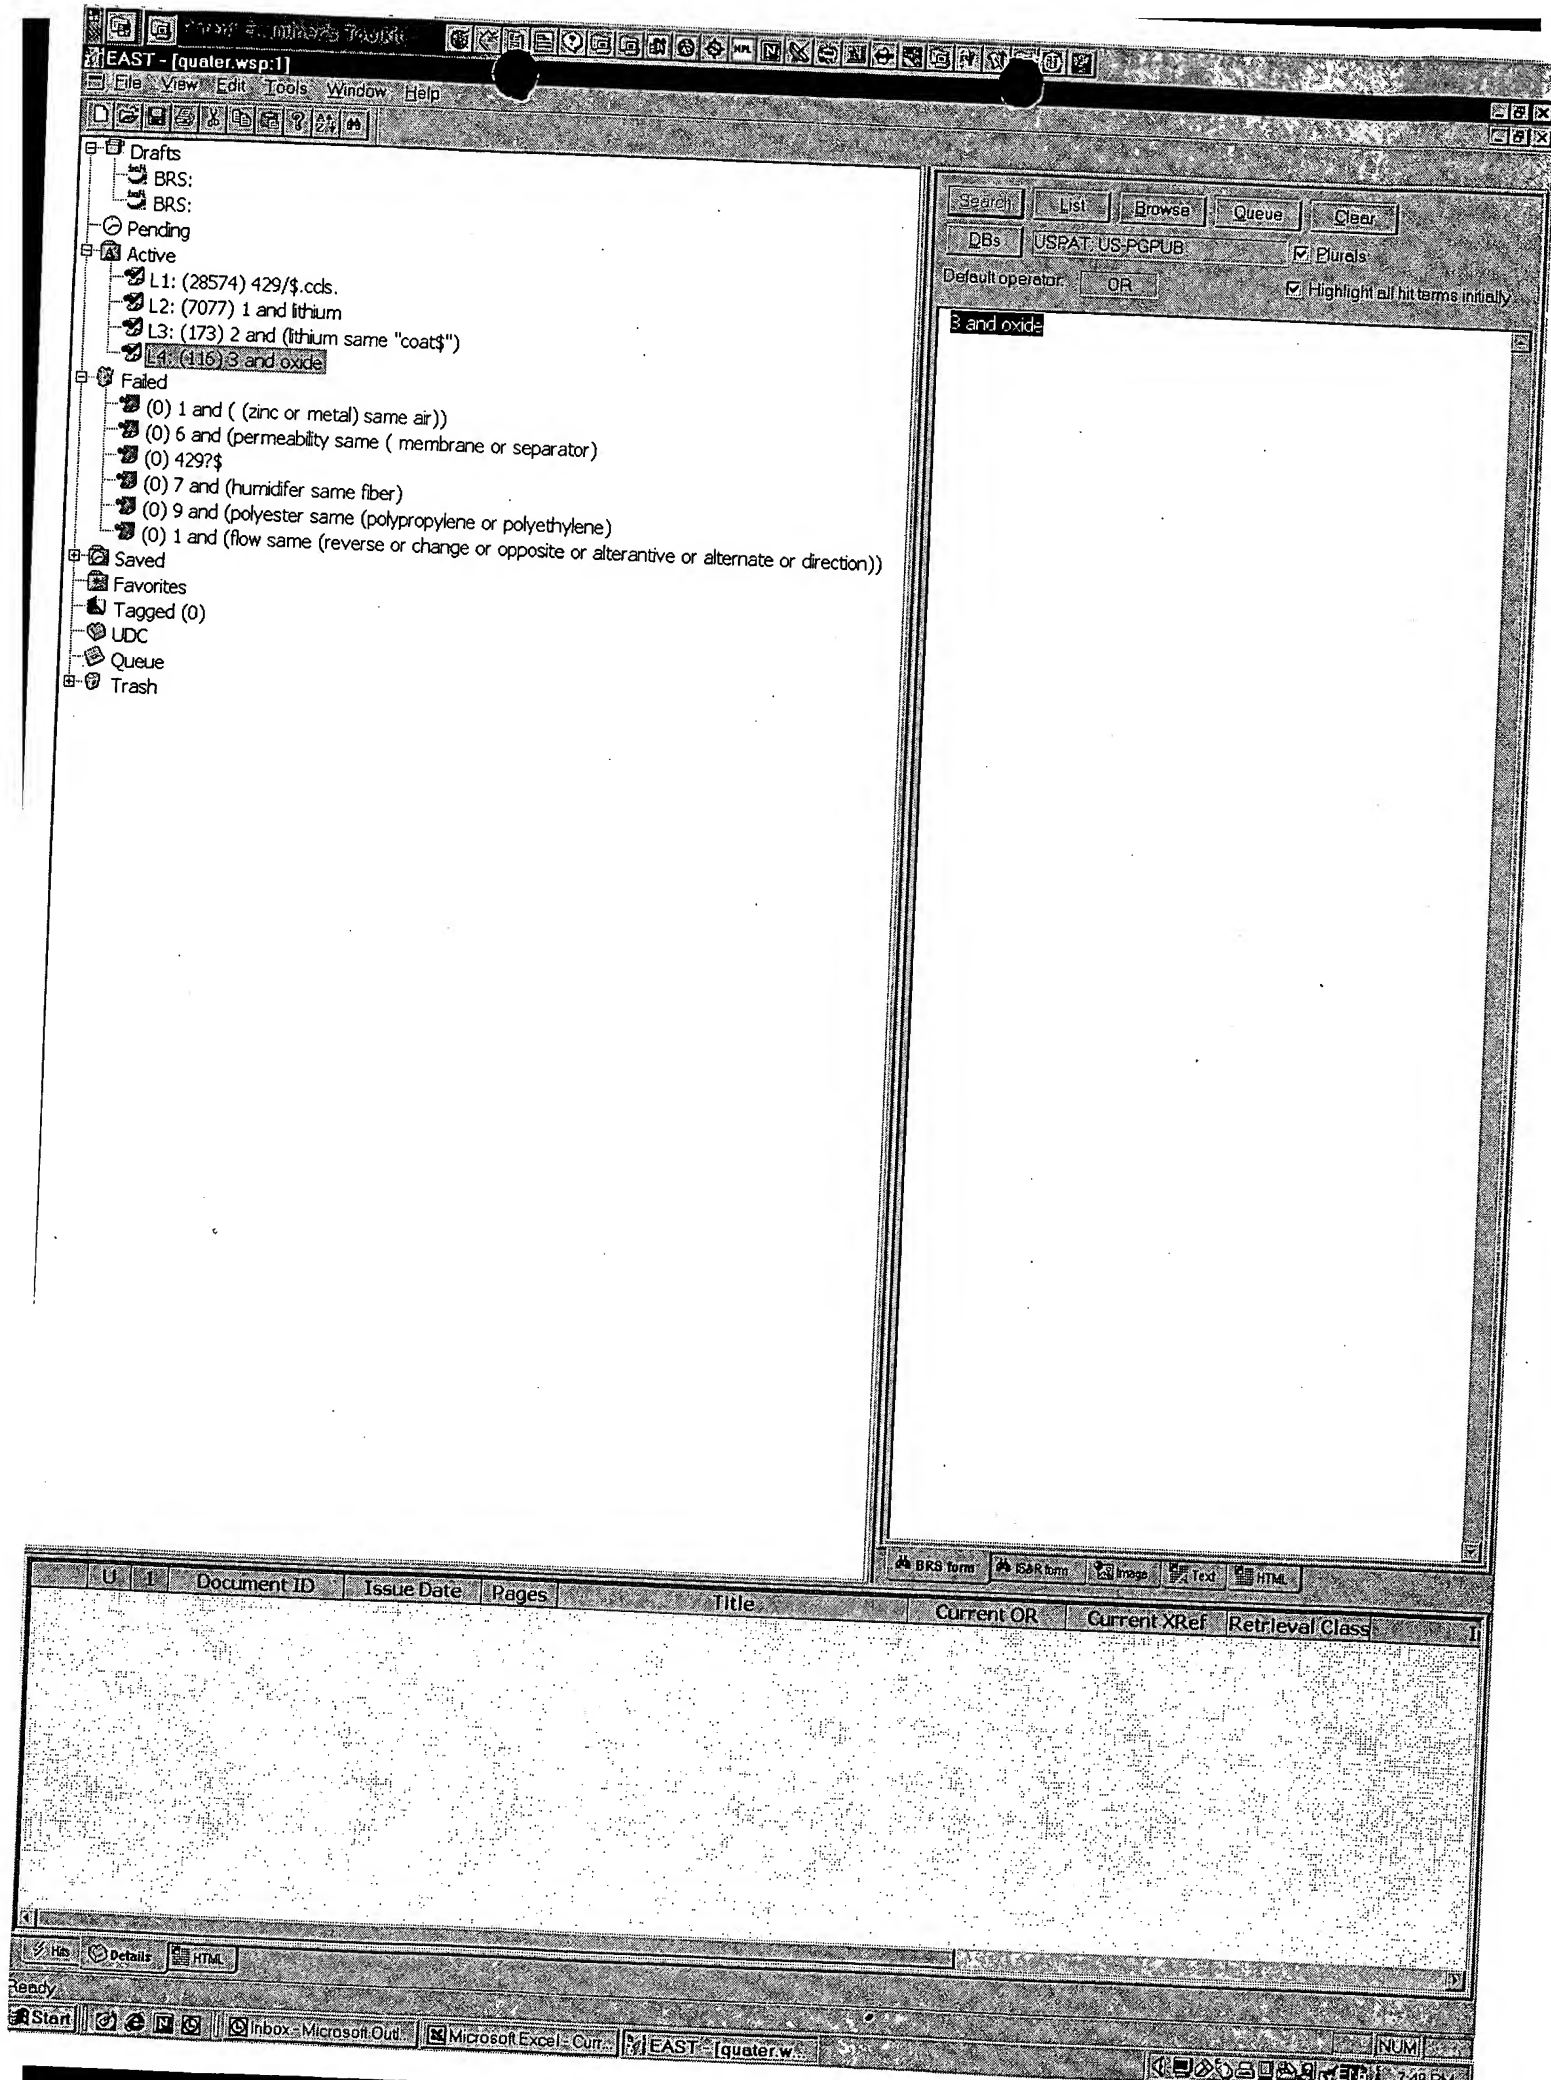 EAST - [quater.wsp:1]
File View Edit Tools Window Help
Drafts
BRS:
BRS:
Pending
Active
L1: (28574) 429/$.ccls.
L2: (7077) 1 and lithium
L3: (173) 2 and (lithium same "coat$")
L4: (116) 3 and oxide
Failed
(0) 1 and ( (zinc or metal) same air))
(0) 6 and (permeability same ( membrane or separator)
(0) 429?$
(0) 7 and (humidifer same fiber)
(0) 9 and (polyester same (polypropylene or polyethylene)
(0) 1 and (flow same (reverse or change or opposite or alterantive or alternate or direction))
Saved
Favorites
Tagged (0)
UDC
Queue
Trash
Search List Browse Queue Clear
DBs USPAT; US-PGPUB Plurals
Default operator: OR Highlight all hit terms initially
3 and oxide
BRS form IS&R form Image Text HTML
U 1 Document ID Issue Date Pages Title Current OR Current XRef Retrieval Class I
Hits Details HTML
Ready
NUM
Start Inbox - Microsoft Outl... Microsoft Excel - Curr... EAST - [quater.w...